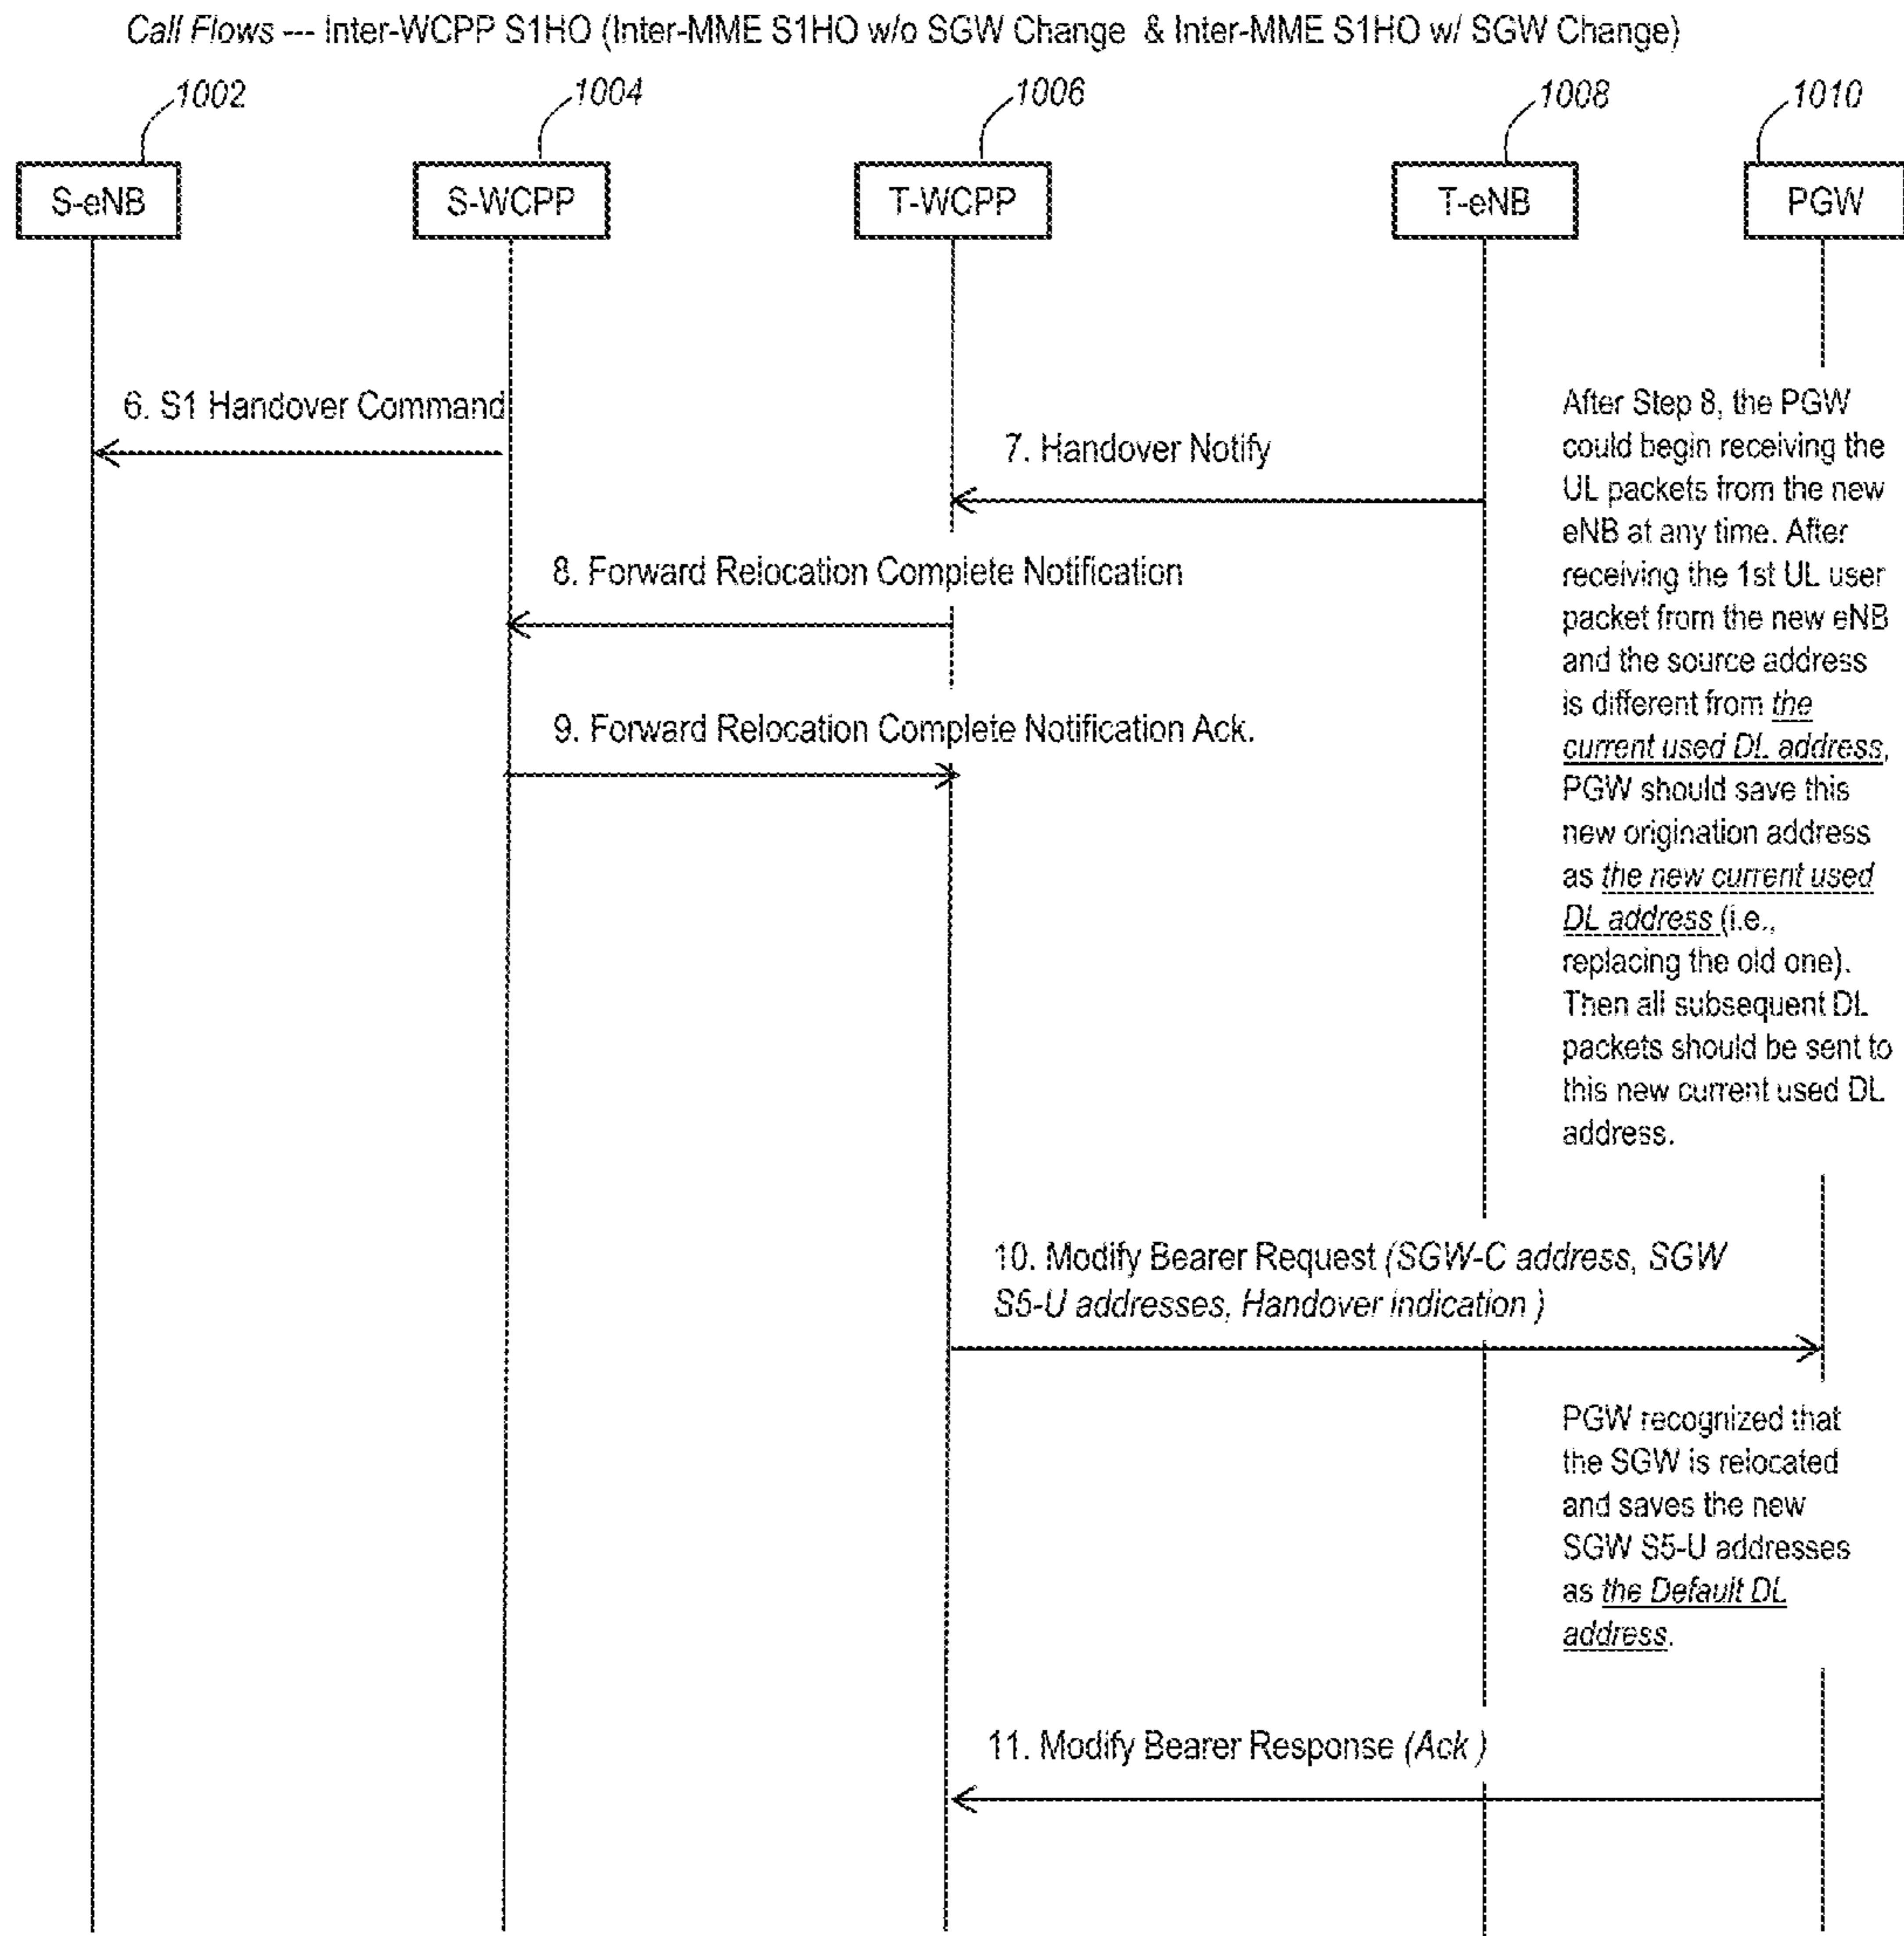 Call Flows --- Inter-WCPP S1HO (Inter-MME S1HO w/o SGW Change & Inter-MME S1HO w/ SGW Change)
1002
1004
1006
1008
1010
S-eNB
S-WCPP
T-WCPP
T-eNB
PGW
6. S1 Handover Command
7. Handover Notify
8. Forward Relocation Complete Notification
9. Forward Relocation Complete Notification Ack.
After Step 8, the PGW
could begin receiving the
UL packets from the new
eNB at any time. After
receiving the 1st UL user
packet from the new eNB
and the source address
is different from the
current used DL address,
PGW should save this
new origination address
as the new current used
DL address (i.e.,
replacing the old one).
Then all subsequent DL
packets should be sent to
this new current used DL
address.
10. Modify Bearer Request (SGW-C address, SGW
S5-U addresses, Handover indication )
PGW recognized that
the SGW is relocated
and saves the new
SGW S5-U addresses
as the Default DL
address.
11. Modify Bearer Response (Ack )